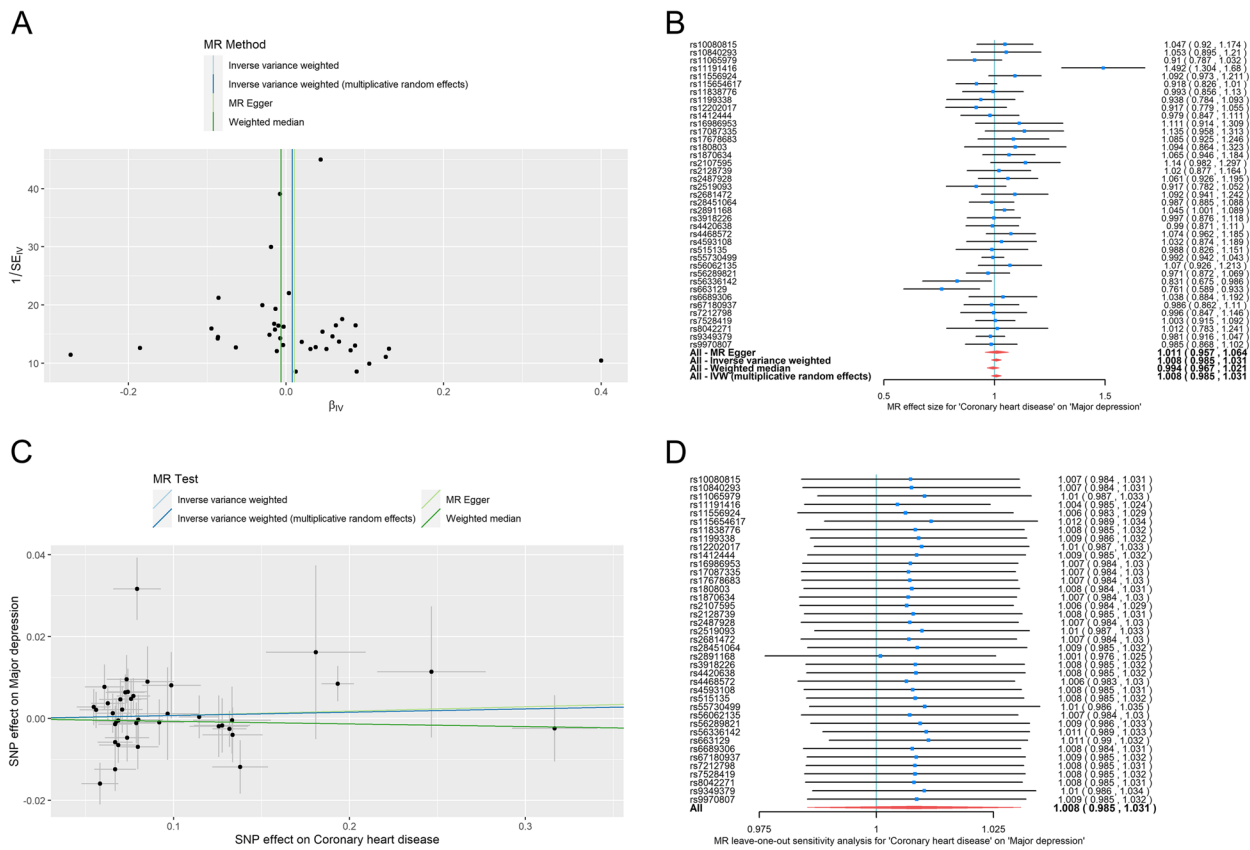 A
MR Method
Inverse variance weighted
Inverse variance weighted (multiplicative random effects)
MR Egger
Weighted median
40
30
20
10
1 / SE_IV
-0.2
0.0
0.2
0.4
β_IV
B
rs10080815 1.047 ( 0.92 , 1.174 )
rs10840293 1.053 ( 0.895 , 1.21 )
rs11065979 0.91 ( 0.787 , 1.032 )
rs11191416 1.492 ( 1.304 , 1.68 )
rs11556924 1.092 ( 0.973 , 1.211 )
rs115654617 0.918 ( 0.826 , 1.01 )
rs11838776 0.993 ( 0.856 , 1.13 )
rs1199338 0.938 ( 0.784 , 1.093 )
rs12202017 0.917 ( 0.779 , 1.055 )
rs1412444 0.979 ( 0.847 , 1.111 )
rs16986953 1.111 ( 0.914 , 1.309 )
rs17087335 1.135 ( 0.958 , 1.313 )
rs17678683 1.085 ( 0.925 , 1.246 )
rs180803 1.094 ( 0.864 , 1.323 )
rs1870634 1.065 ( 0.946 , 1.184 )
rs2107595 1.14 ( 0.982 , 1.297 )
rs2128739 1.02 ( 0.877 , 1.164 )
rs2487928 1.061 ( 0.926 , 1.195 )
rs2519093 0.917 ( 0.782 , 1.052 )
rs2681472 1.092 ( 0.941 , 1.242 )
rs28451064 0.987 ( 0.885 , 1.088 )
rs2891168 1.045 ( 1.001 , 1.089 )
rs3918226 0.997 ( 0.876 , 1.118 )
rs4420638 0.99 ( 0.871 , 1.11 )
rs4468572 1.074 ( 0.962 , 1.185 )
rs4593108 1.032 ( 0.874 , 1.189 )
rs515135 0.988 ( 0.826 , 1.151 )
rs55730499 0.992 ( 0.942 , 1.043 )
rs56062135 1.07 ( 0.926 , 1.213 )
rs56289821 0.971 ( 0.872 , 1.069 )
rs56336142 0.831 ( 0.675 , 0.986 )
rs663129 0.761 ( 0.589 , 0.933 )
rs6689306 1.038 ( 0.884 , 1.192 )
rs67180937 0.986 ( 0.862 , 1.11 )
rs7212798 0.996 ( 0.847 , 1.146 )
rs7528419 1.003 ( 0.915 , 1.092 )
rs8042271 1.012 ( 0.783 , 1.241 )
rs9349379 0.981 ( 0.916 , 1.047 )
rs9970807 0.985 ( 0.868 , 1.102 )
All - MR Egger 1.011 ( 0.957 , 1.064
All - Inverse variance weighted 1.008 ( 0.985 , 1.031
All - Weighted median 0.994 ( 0.967 , 1.021
All - IVW (multiplicative random effects) 1.008 ( 0.985 , 1.031
0.5 1 1.5
MR effect size for 'Coronary heart disease' on 'Major depression'
C
MR Test
Inverse variance weighted
Inverse variance weighted (multiplicative random effects)
MR Egger
Weighted median
0.04
0.02
0.00
-0.02
SNP effect on Major depression
0.1
0.2
0.3
SNP effect on Coronary heart disease
D
rs10080815 1.007 ( 0.984 , 1.031 )
rs10840293 1.007 ( 0.984 , 1.031 )
rs11065979 1.01 ( 0.987 , 1.033 )
rs11191416 1.004 ( 0.985 , 1.024 )
rs11556924 1.006 ( 0.983 , 1.029 )
rs115654617 1.012 ( 0.989 , 1.034 )
rs11838776 1.008 ( 0.985 , 1.032 )
rs1199338 1.009 ( 0.986 , 1.032 )
rs12202017 1.01 ( 0.987 , 1.033 )
rs1412444 1.009 ( 0.985 , 1.032 )
rs16986953 1.007 ( 0.984 , 1.03 )
rs17087335 1.007 ( 0.984 , 1.03 )
rs17678683 1.007 ( 0.984 , 1.03 )
rs180803 1.008 ( 0.984 , 1.031 )
rs1870634 1.007 ( 0.984 , 1.03 )
rs2107595 1.006 ( 0.984 , 1.029 )
rs2128739 1.008 ( 0.985 , 1.031 )
rs2487928 1.007 ( 0.984 , 1.03 )
rs2519093 1.01 ( 0.987 , 1.033 )
rs2681472 1.007 ( 0.984 , 1.03 )
rs28451064 1.009 ( 0.985 , 1.032 )
rs2891168 1.001 ( 0.976 , 1.025 )
rs3918226 1.008 ( 0.985 , 1.032 )
rs4420638 1.008 ( 0.985 , 1.032 )
rs4468572 1.006 ( 0.983 , 1.03 )
rs4593108 1.008 ( 0.985 , 1.031 )
rs515135 1.008 ( 0.985 , 1.032 )
rs55730499 1.01 ( 0.986 , 1.035 )
rs56062135 1.007 ( 0.984 , 1.03 )
rs56289821 1.009 ( 0.986 , 1.033 )
rs56336142 1.011 ( 0.989 , 1.033 )
rs663129 1.011 ( 0.99 , 1.032 )
rs6689306 1.008 ( 0.984 , 1.031 )
rs67180937 1.009 ( 0.985 , 1.032 )
rs7212798 1.008 ( 0.985 , 1.031 )
rs7528419 1.008 ( 0.985 , 1.032 )
rs8042271 1.008 ( 0.985 , 1.031 )
rs9349379 1.01 ( 0.986 , 1.034 )
rs9970807 1.009 ( 0.985 , 1.032 )
All 1.008 ( 0.985 , 1.031 )
0.975 1 1.025
MR leave-one-out sensitivity analysis for 'Coronary heart disease' on 'Major depression'